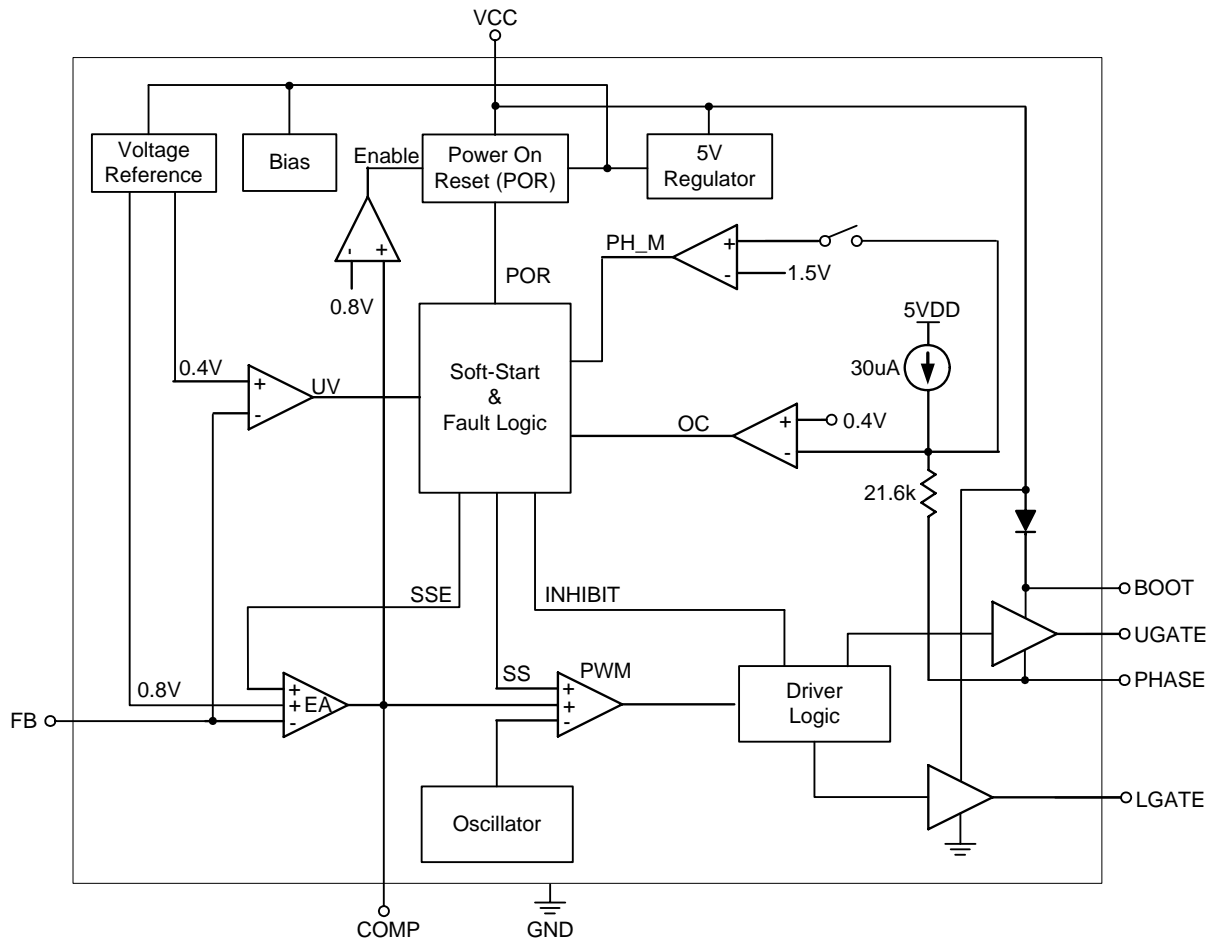 VCC
Voltage
Reference
Bias
Enable
Power On
Reset (POR)
5V
Regulator
-
+
0.8V
POR
PH_M
+
-
1.5V
5VDD
30uA
0.4V
+
-
UV
Soft-Start
&
Fault Logic
OC
+
-
0.4V
21.6k
SSE
INHIBIT
BOOT
UGATE
PHASE
SS
PWM
0.8V
+
+
-
EA
FB
+
+
-
Driver
Logic
Oscillator
LGATE
COMP
GND